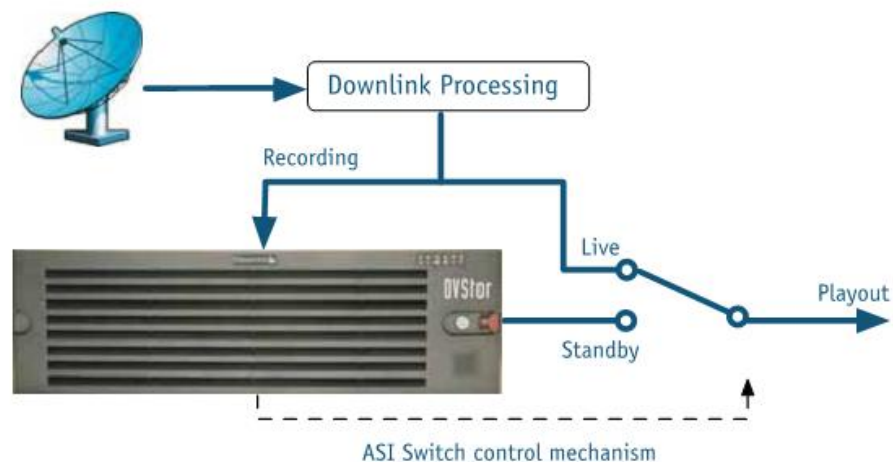 Downlink Processing
Recording
Live
DVStor
Playout
Standby
ASI Switch control mechanism